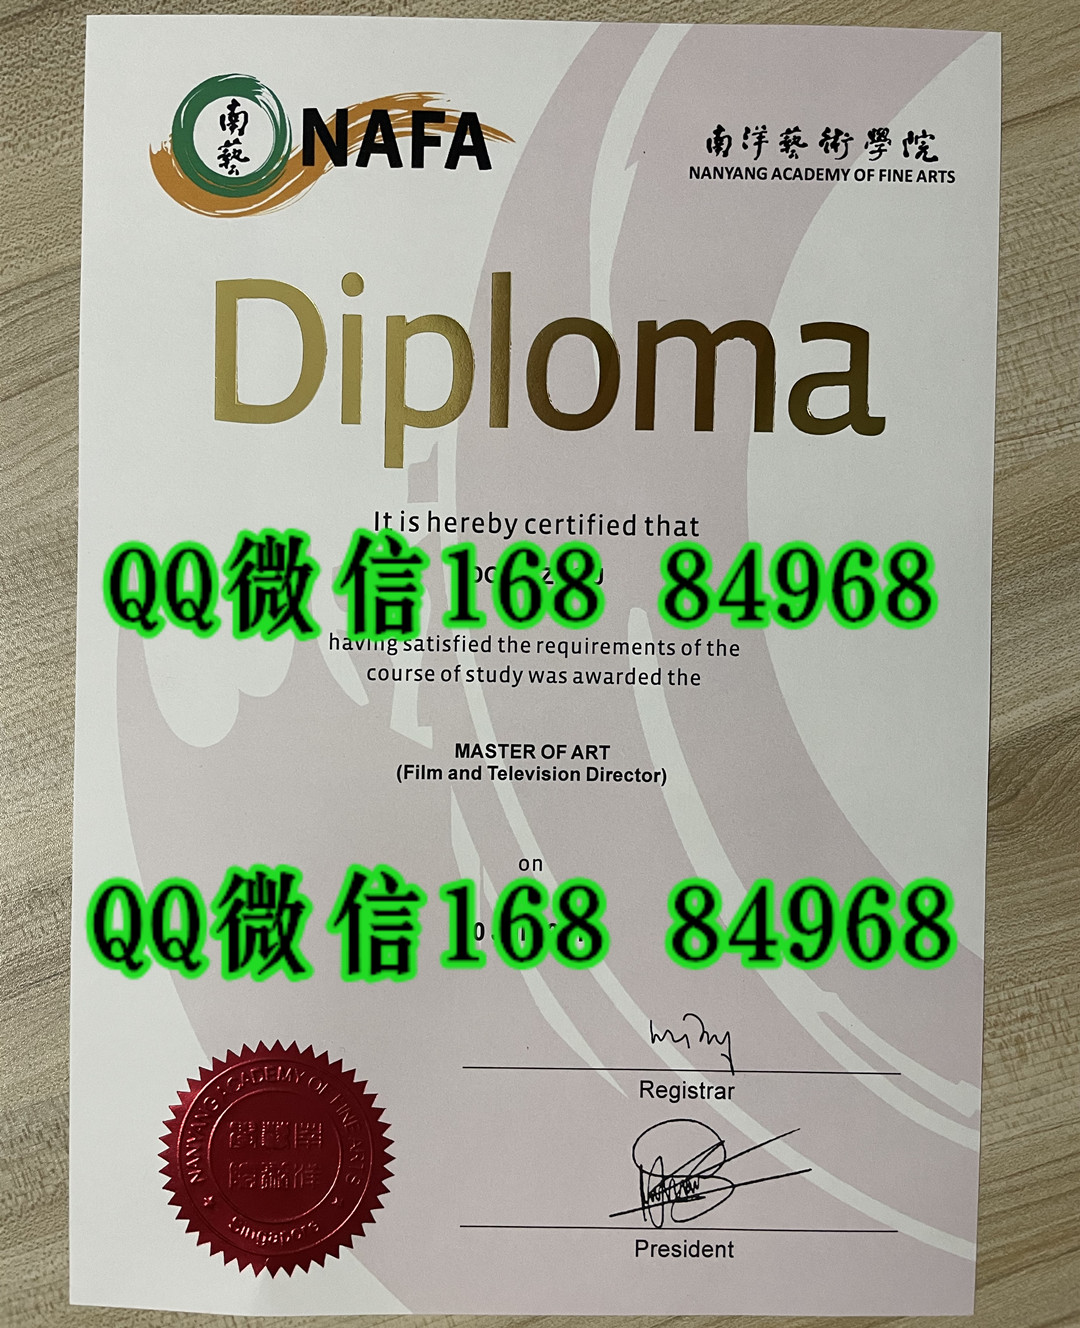 南藝
NAFA
南洋藝術學院
NANYANG ACADEMY OF FINE ARTS
Diploma
It is hereby certified that
QQ微信168 84968
having satisfied the requirements of the
course of study was awarded the
MASTER OF ART
(Film and Television Director)
on
QQ微信168 84968
Registrar
NANYANG ACADEMY OF FINE ARTS
Singapore
President